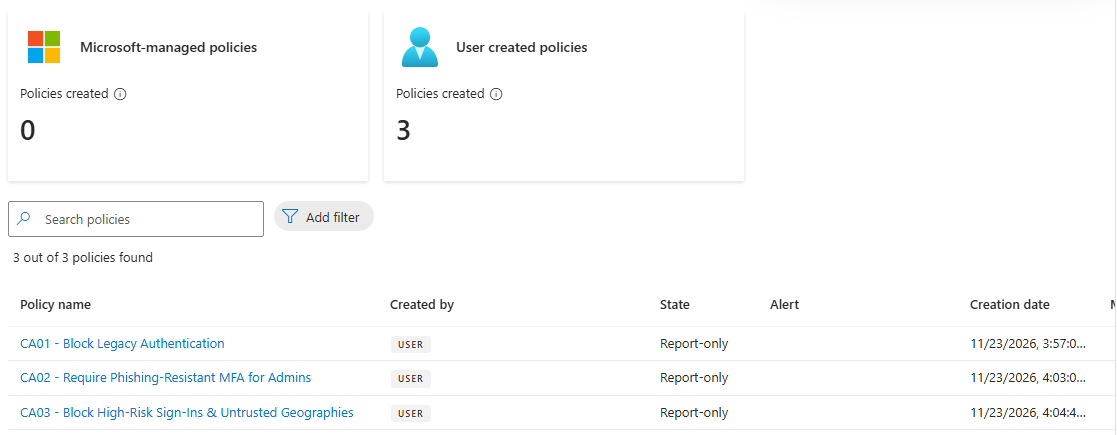 Microsoft-managed policies
Policies created
0
User created policies
Policies created
3
Search policies
Add filter
3 out of 3 policies found
Policy name Created by State Alert Creation date
CA01 - Block Legacy Authentication USER Report-only 11/23/2026, 3:57:0...
CA02 - Require Phishing-Resistant MFA for Admins USER Report-only 11/23/2026, 4:03:0...
CA03 - Block High-Risk Sign-Ins & Untrusted Geographies USER Report-only 11/23/2026, 4:04:4...